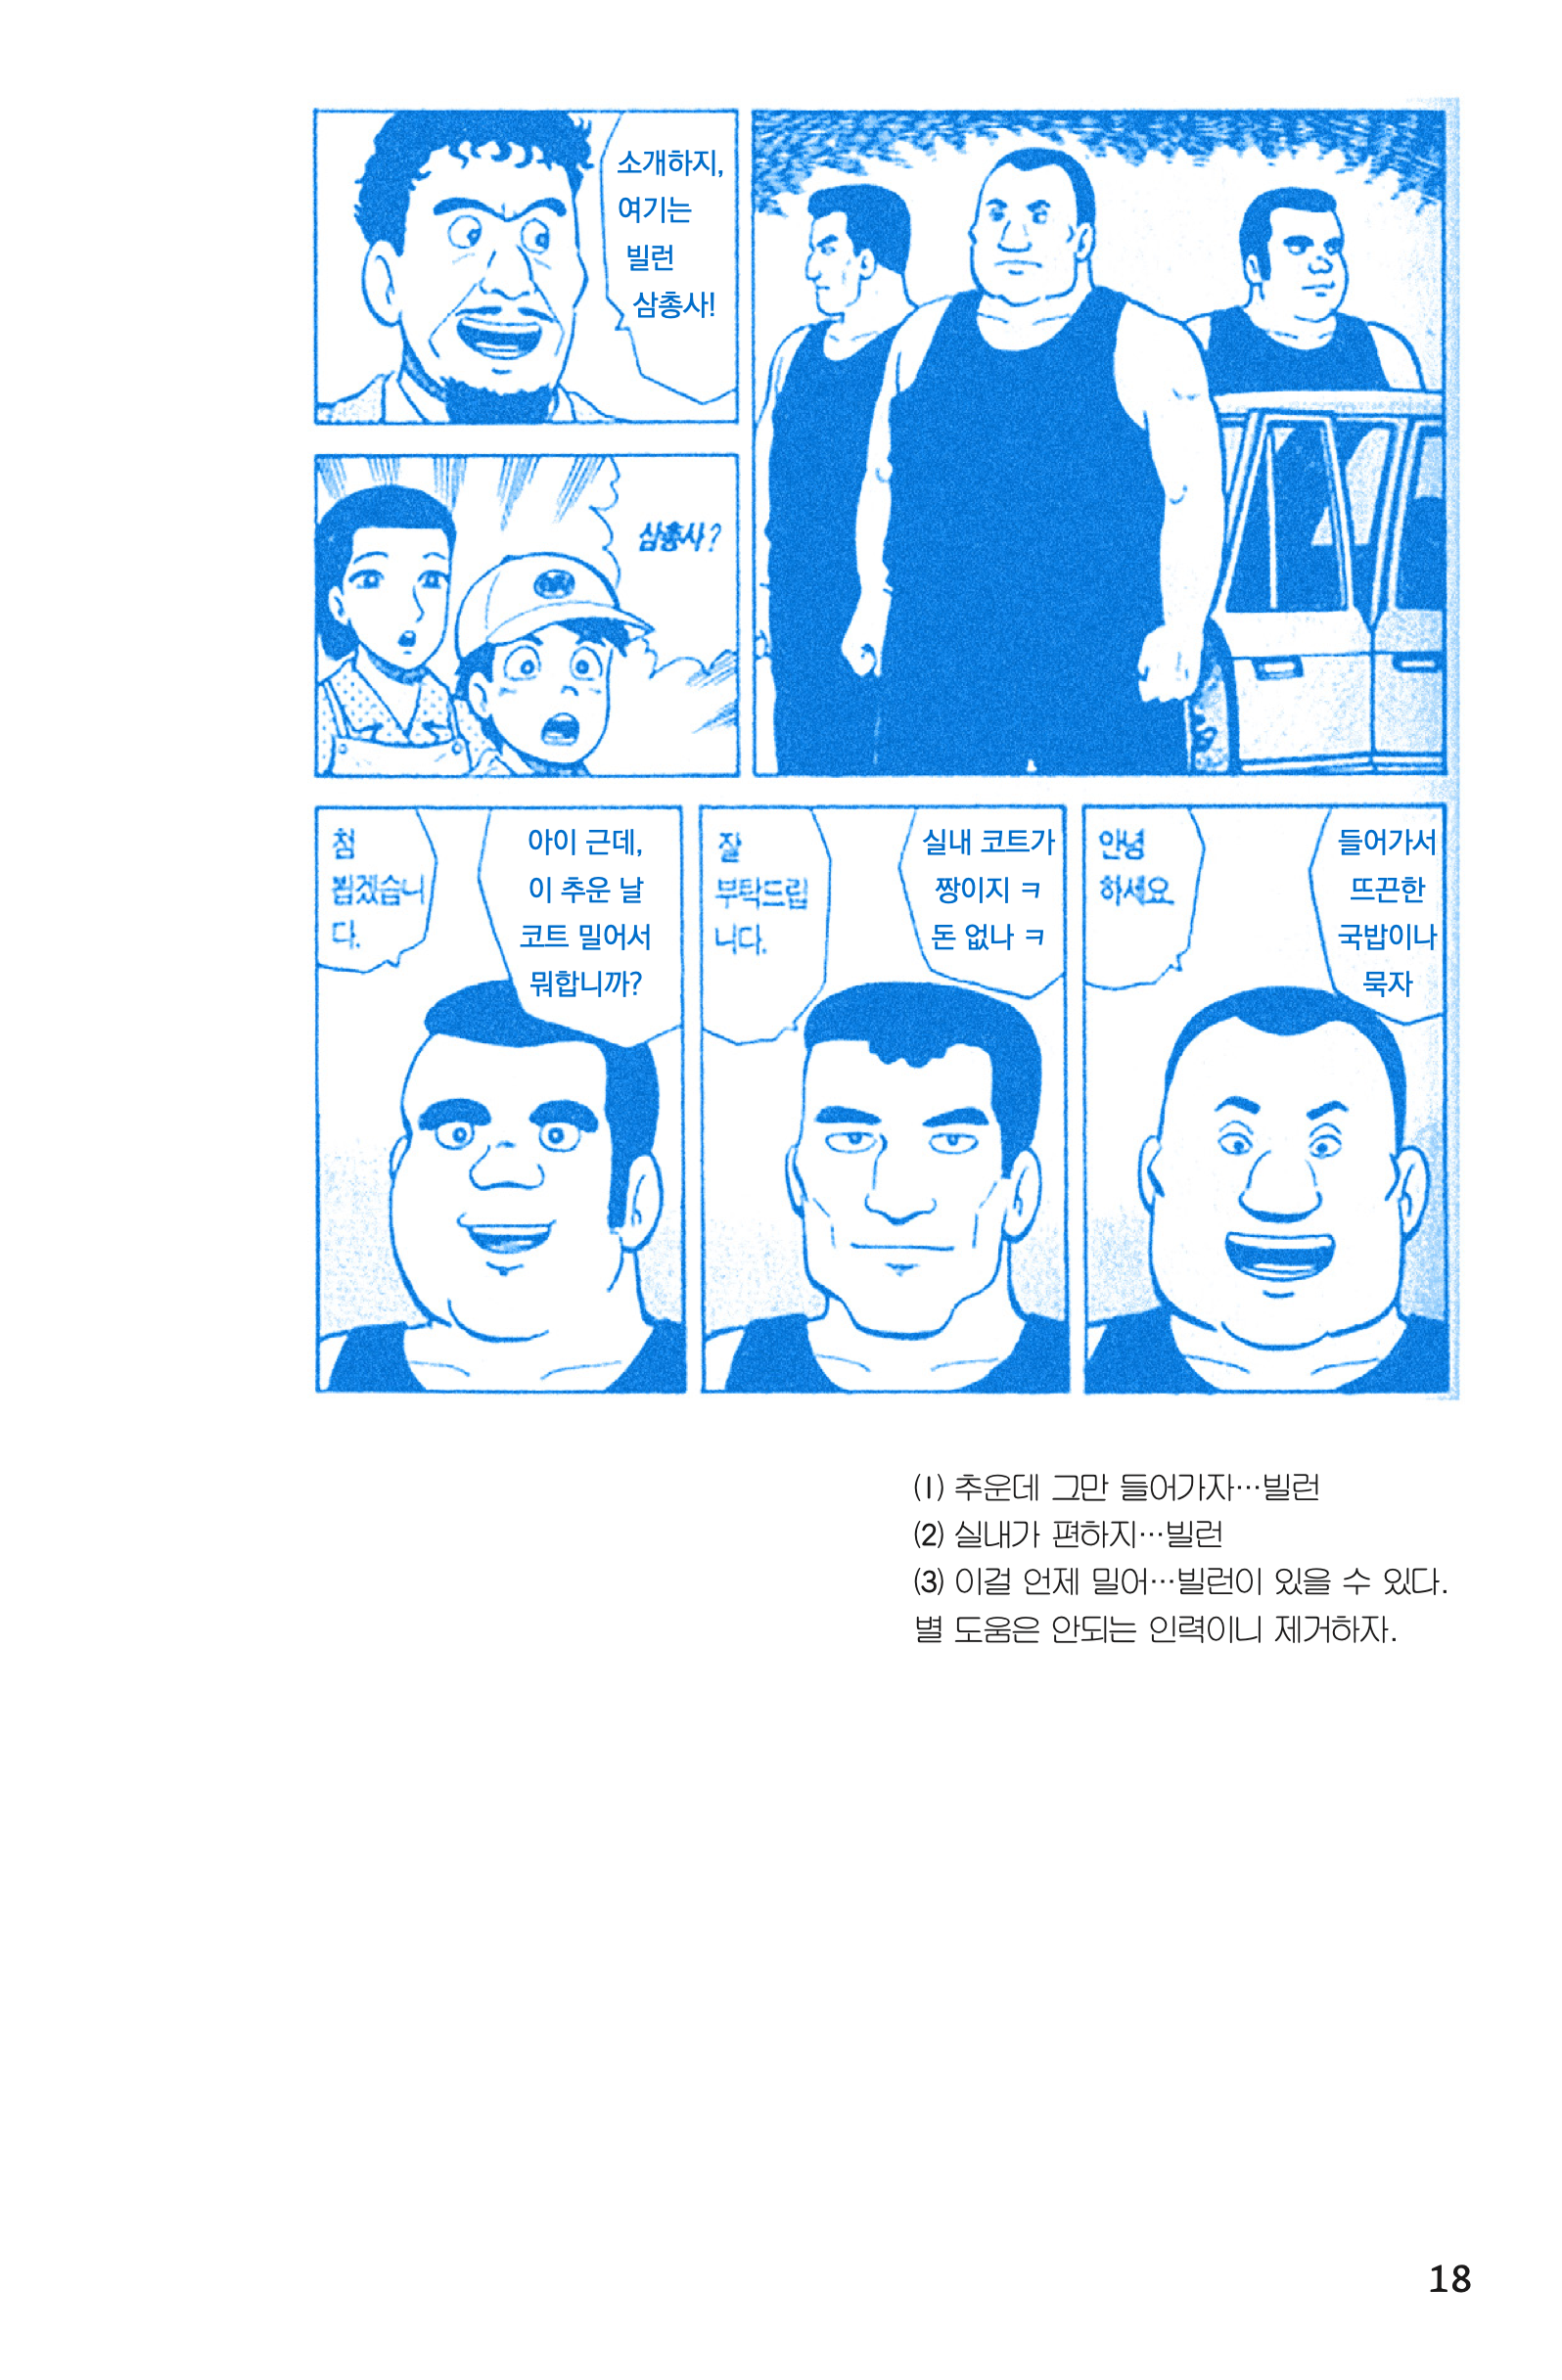 소개하지,
여기는
빌런
삼총사!
삼총사?
첨
뵙겠습니
다.
아이 근데,
이 추운 날
코트 밀어서
뭐합니까?
잘
부탁드립
니다.
실내 코트가
짱이지 ㅋ
돈 없나 ㅋ
안녕
하세요.
들어가서
뜨끈한
국밥이나
묵자
(1) 추운데 그만 들어가자…빌런
(2) 실내가 편하지…빌런
(3) 이걸 언제 밀어…빌런이 있을 수 있다.
별 도움은 안되는 인력이니 제거하자.
18